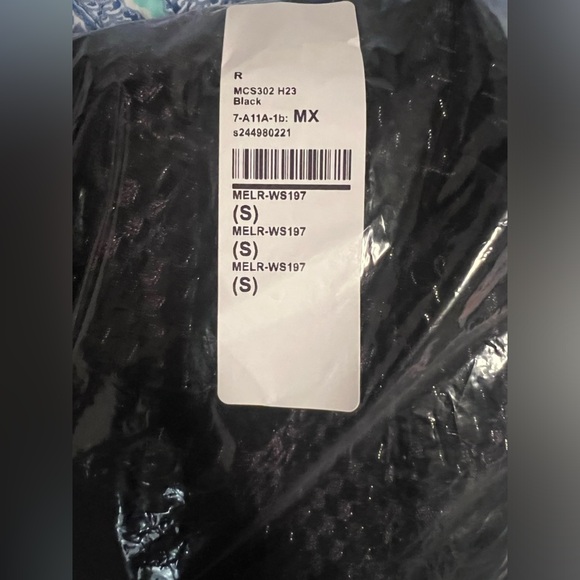 R
MCS302 H23
Black
7-A11A-1b: MX
s244980221
MELR-WS197
(S)
MELR-WS197
(S)
MELR-WS197
(S)